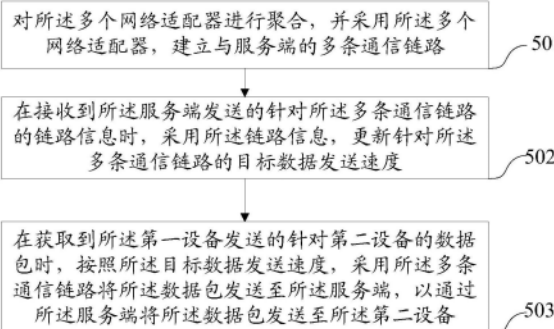 对所述多个网络适配器进行聚合，并采用所述多个
网络适配器，建立与服务端的多条通信链路
50
在接收到所述服务端发送的针对所述多条通信链路
的链路信息时，采用所述链路信息，更新针对所述
多条通信链路的目标数据发送速度
502
在获取到所述第一设备发送的针对第二设备的数据
包时，按照所述目标数据发送速度，采用所述多条
通信链路将所述数据包发送至所述服务端，以通过
所述服务端将所述数据包发送至所述第二设备
503